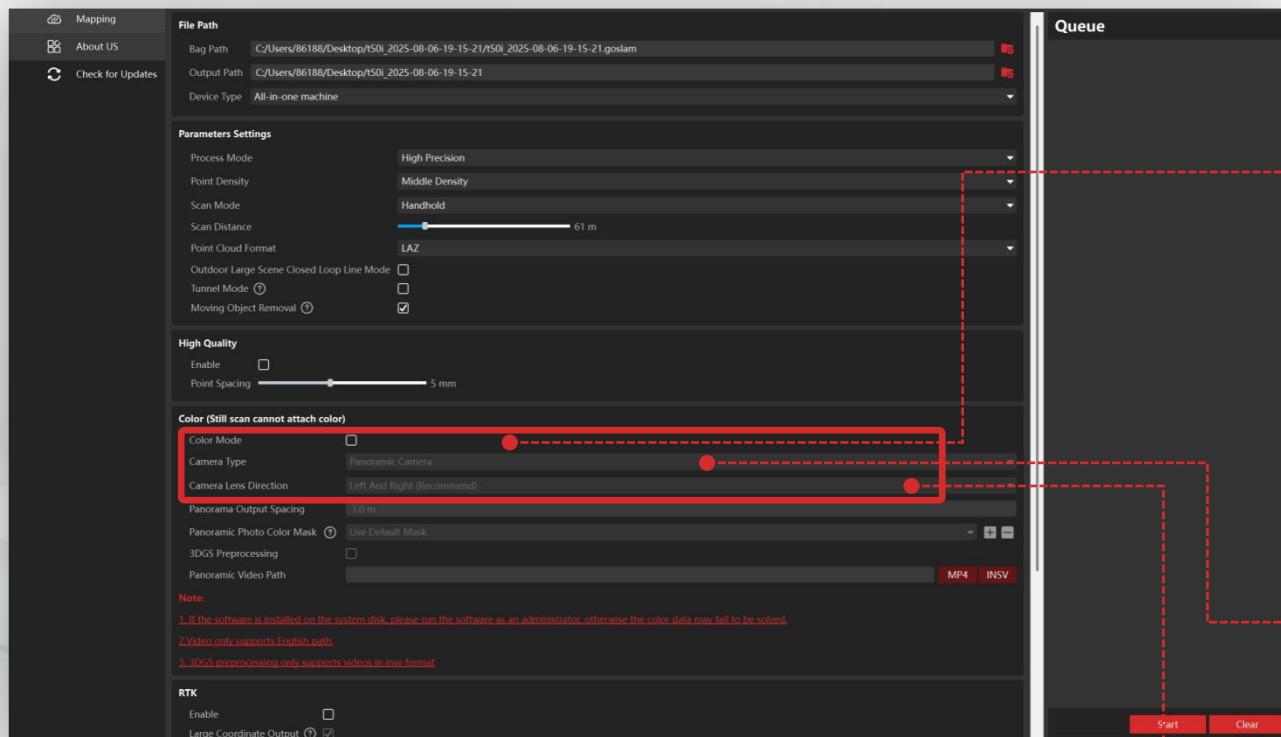 Mapping
About US
Check for Updates
File Path
Bag Path C:/Users/86188/Desktop/t50i_2025-08-06-19-15-21/t50i_2025-08-06-19-15-21.goslam
Output Path C:/Users/86188/Desktop/t50i_2025-08-06-19-15-21
Device Type All-in-one machine
Parameters Settings
Process Mode High Precision
Point Density Middle Density
Scan Mode Handhold
Scan Distance 61 m
Point Cloud Format LAZ
Outdoor Large Scene Closed Loop Line Mode
Tunnel Mode ?
Moving Object Removal ?
High Quality
Enable
Point Spacing 5 mm
Color (Still scan cannot attach color)
Color Mode
Camera Type Panoramic Camera
Camera Lens Direction Left And Right (Recommend)
Panorama Output Spacing 3.0 m
Panoramic Photo Color Mask ? Use Default Mask
3DGS Preprocessing
Panoramic Video Path MP4 INSV
Note:
1. If the software is installed on the system disk, please run the software as an administrator, otherwise the color data may fail to be solved.
2.Video only supports English path.
3. 3DGS preprocessing only supports videos in insv format
RTK
Enable
Large Coordinate Output ?
Queue
Start Clear